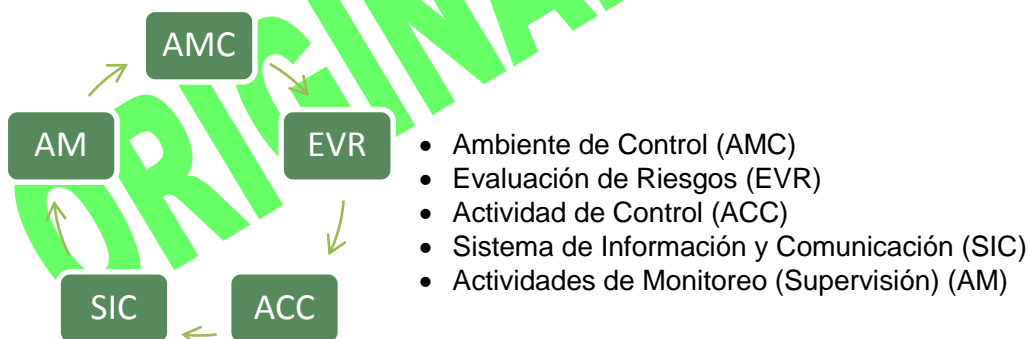 AMC
AM
EVR
SIC
ACC
• Ambiente de Control (AMC)
• Evaluación de Riesgos (EVR)
• Actividad de Control (ACC)
• Sistema de Información y Comunicación (SIC)
• Actividades de Monitoreo (Supervisión) (AM)
ORIGINA